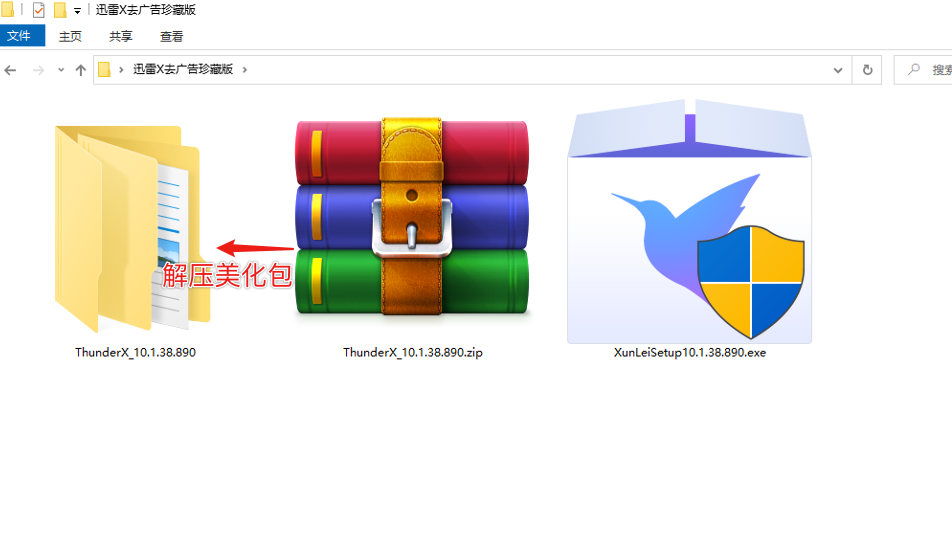 迅雷X去广告珍藏版
文件 主页 共享 查看
迅雷X去广告珍藏版
解压美化包
ThunderX_10.1.38.890
ThunderX_10.1.38.890.zip
XunLeiSetup10.1.38.890.exe